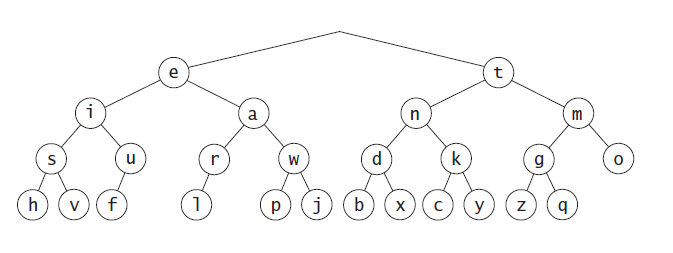 e t
i a n m
s u r w d k g o
h v f l p j b x c y z q